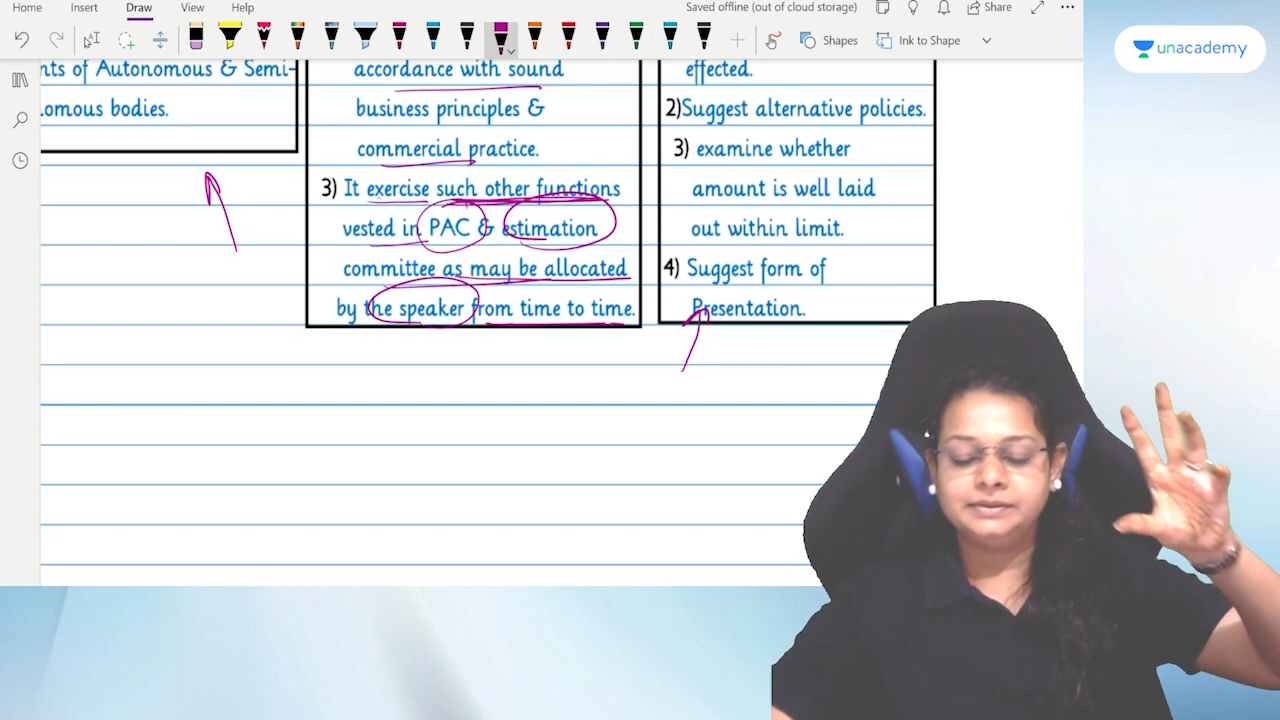 Home Insert Draw View Help Saved offline (out of cloud storage) Share
Shapes Ink to Shape
unacademy
nts of Autonomous & Semi-
omous bodies.
accordance with sound
business principles &
commercial practice.
3) It exercise such other functions
vested in PAC & estimation
committee as may be allocated
by the speaker from time to time.
effected.
2)Suggest alternative policies.
3) examine whether
amount is well laid
out within limit.
4) Suggest form of
Presentation.